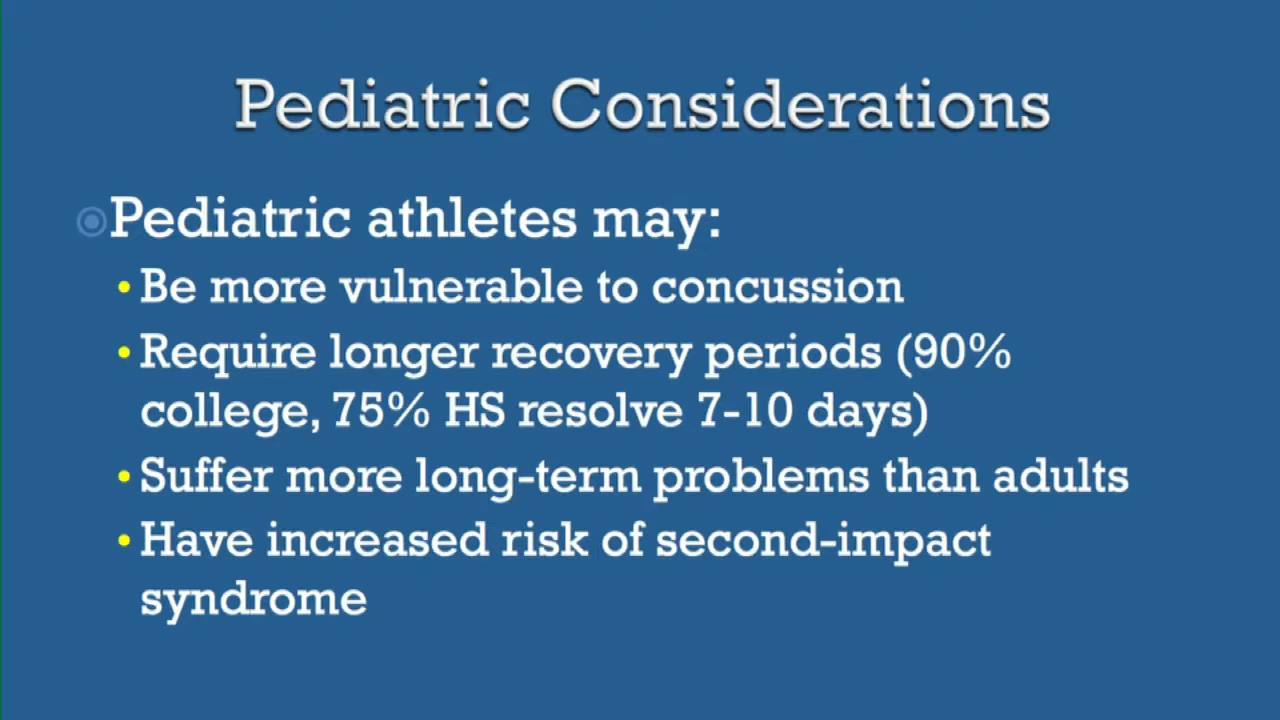 Pediatric Considerations
Pediatric athletes may:
• Be more vulnerable to concussion
• Require longer recovery periods (90%
college, 75% HS resolve 7-10 days)
• Suffer more long-term problems than adults
• Have increased risk of second-impact
syndrome